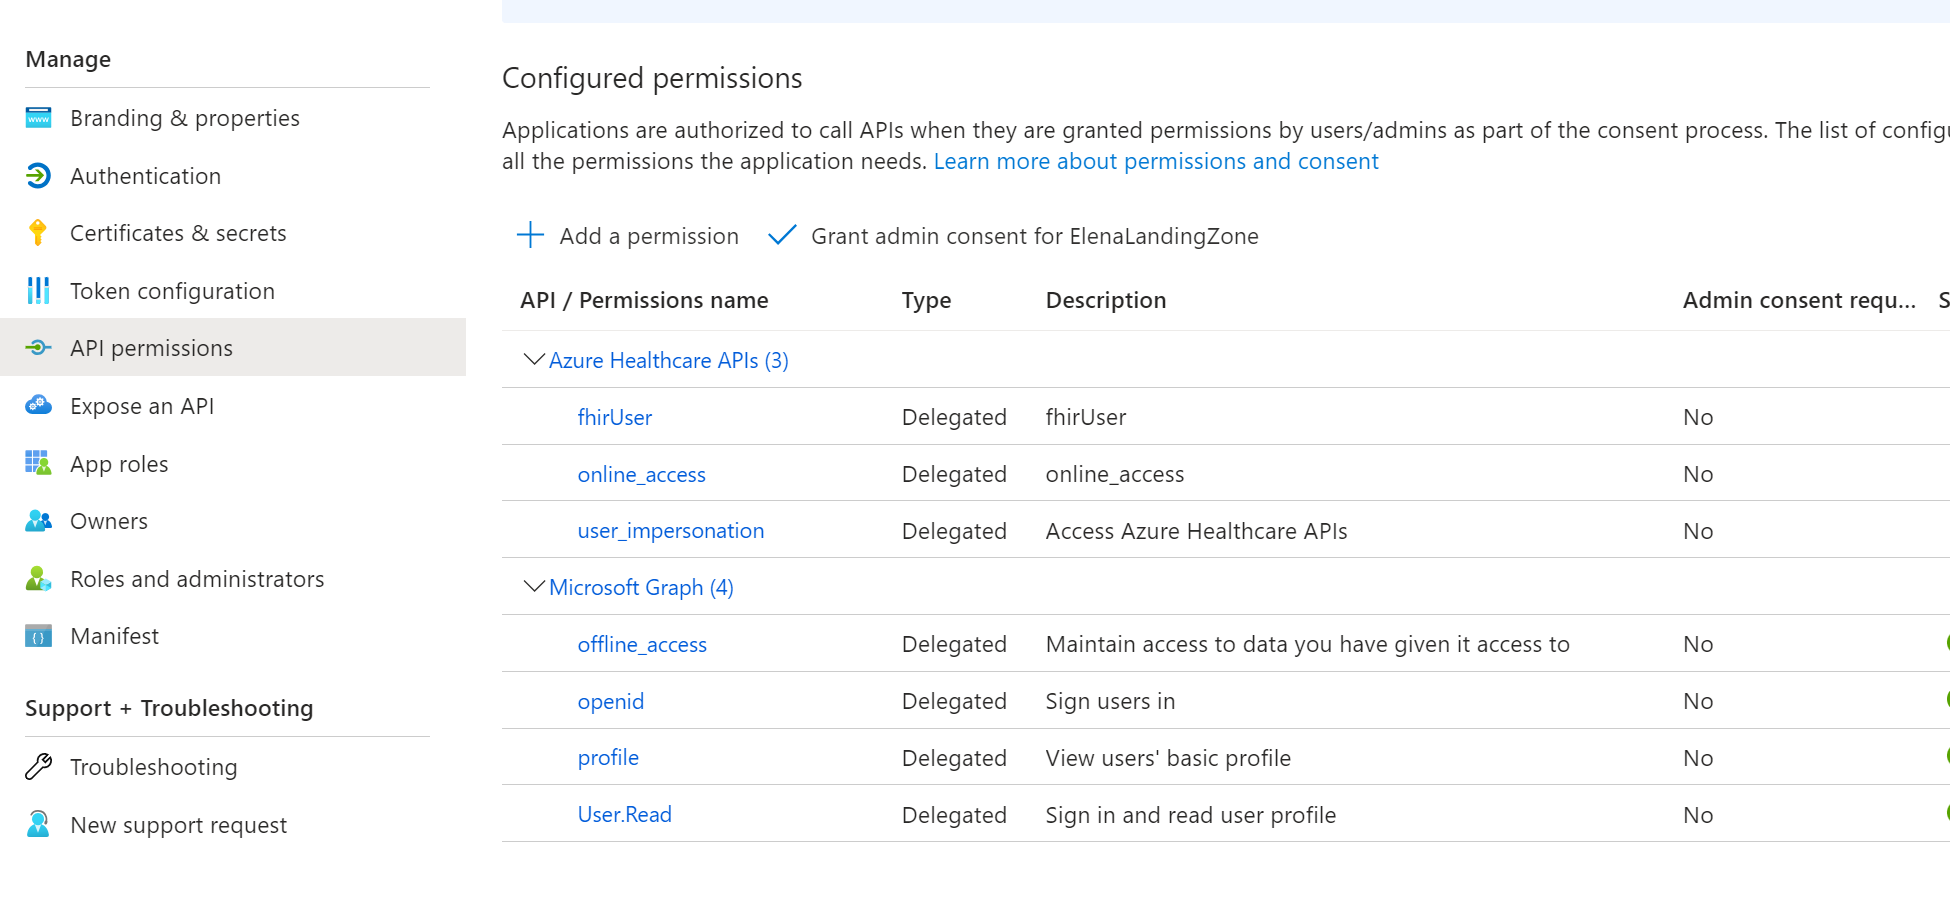 Manage
Branding & properties
Authentication
Certificates & secrets
Token configuration
API permissions
Expose an API
App roles
Owners
Roles and administrators
Manifest
Support + Troubleshooting
Troubleshooting
New support request
Configured permissions
Applications are authorized to call APIs when they are granted permissions by users/admins as part of the consent process. The list of configu
all the permissions the application needs. Learn more about permissions and consent
Add a permission Grant admin consent for ElenaLandingZone
API / Permissions name Type Description Admin consent requ... S
Azure Healthcare APIs (3)
fhirUser Delegated fhirUser No
online_access Delegated online_access No
user_impersonation Delegated Access Azure Healthcare APIs No
Microsoft Graph (4)
offline_access Delegated Maintain access to data you have given it access to No
openid Delegated Sign users in No
profile Delegated View users' basic profile No
User.Read Delegated Sign in and read user profile No